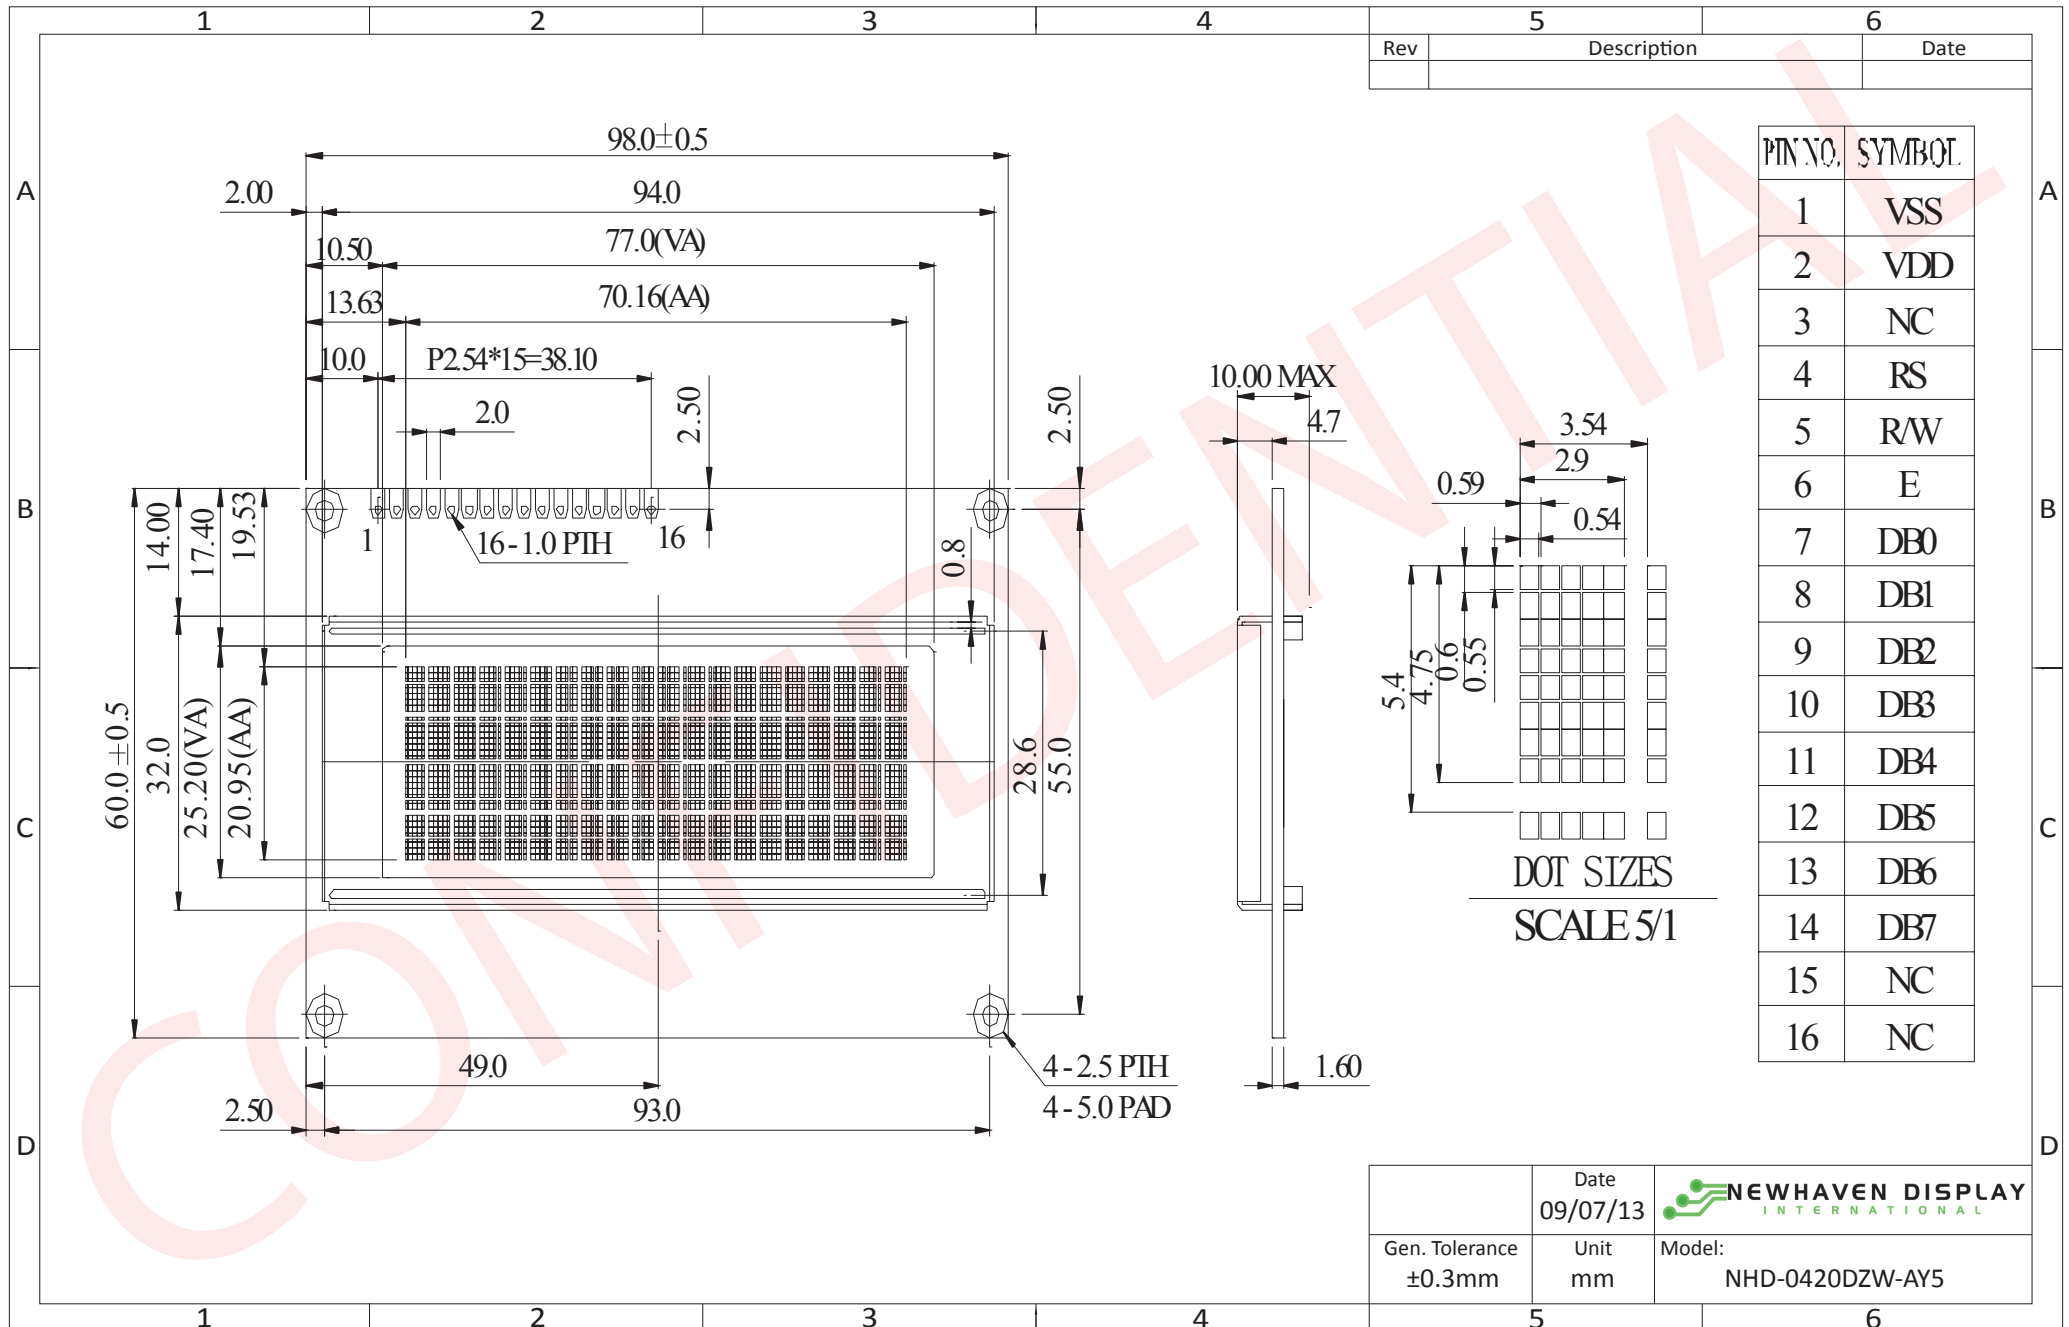 1 2 3 4 5 6
Rev Description Date
A A
B B
C C
D D
98.0±0.5
2.00 94.0
10.50 77.0(VA)
13.63 70.16(AA)
10.0 P2.54*15=38.10
2.0
2.50
2.50
1 16-1.0 PTH 16
14.00
17.40
19.53
0.8
60.0±0.5
32.0
25.20(VA)
20.95(AA)
28.6
55.0
49.0
2.50 93.0
4-2.5 PTH
4-5.0 PAD
10.00 MAX
4.7
1.60
3.54
2.9
0.59
0.54
5.4
4.75
0.6
0.55
DOT SIZES
SCALE 5/1
PIN NO. SYMBOL
1 VSS
2 VDD
3 NC
4 RS
5 R/W
6 E
7 DB0
8 DB1
9 DB2
10 DB3
11 DB4
12 DB5
13 DB6
14 DB7
15 NC
16 NC
CONFIDENTIAL
Date
09/07/13
NEWHAVEN DISPLAY
INTERNATIONAL
Gen. Tolerance
±0.3mm
Unit
mm
Model:
NHD-0420DZW-AY5
1 2 3 4 5 6